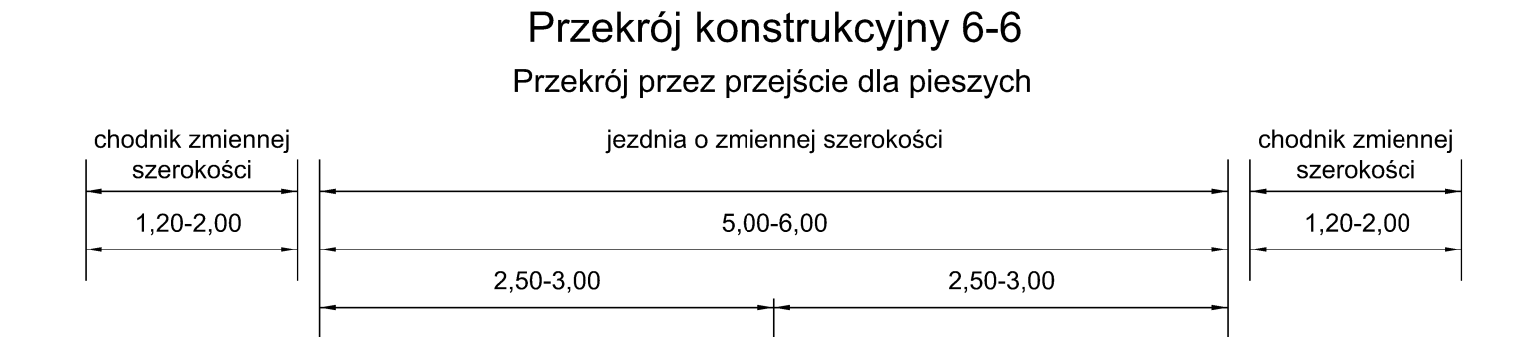 Przekrój konstrukcyjny 6-6
Przekrój przez przejście dla pieszych
chodnik zmiennej
szerokości
jezdnia o zmiennej szerokości
chodnik zmiennej
szerokości
1,20-2,00
5,00-6,00
1,20-2,00
2,50-3,00
2,50-3,00